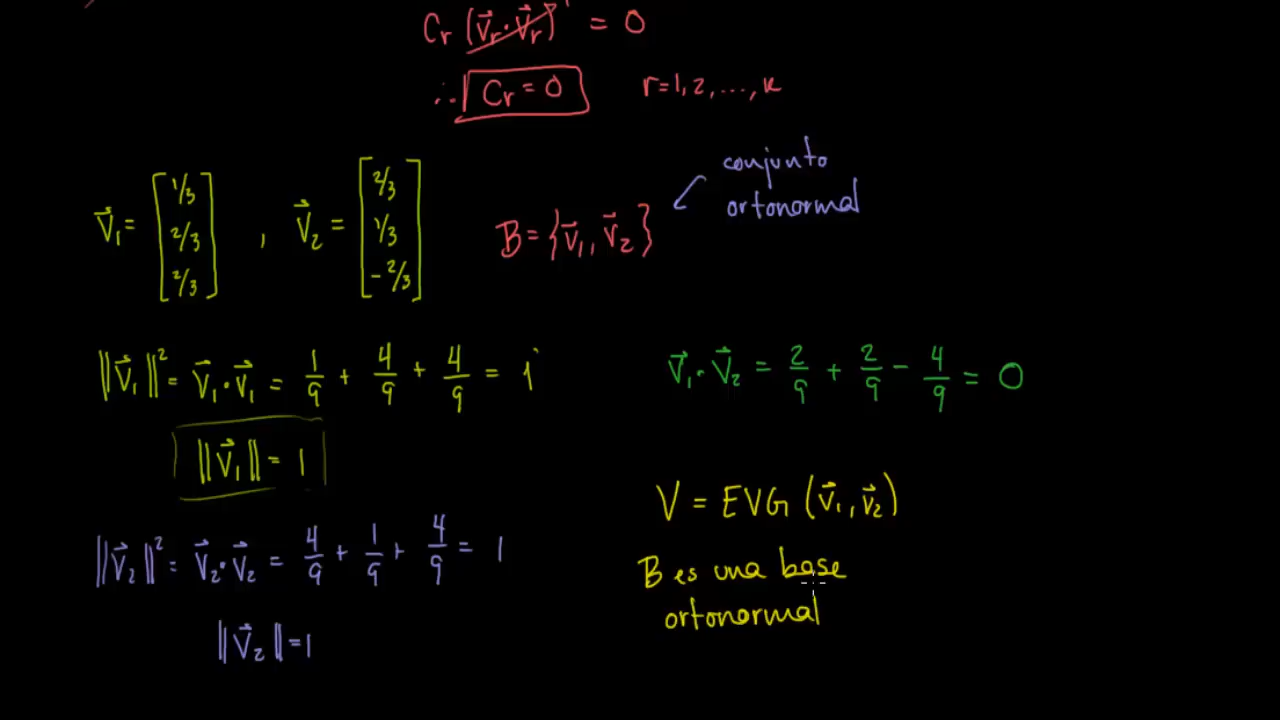 Cr (v⃗r · v⃗r) = 0
∴ Cr = 0 r=1, 2, ..., k
conjunto
ortonormal
v⃗1 = [1/3 2/3 2/3] , v⃗2 = [2/3 1/3 -2/3] B = {v⃗1, v⃗2}
||v⃗1||² = v⃗1 · v⃗1 = 1/9 + 4/9 + 4/9 = 1
v⃗1 · v⃗2 = 2/9 + 2/9 - 4/9 = 0
||v⃗1|| = 1
V = EVG (v⃗1, v⃗2)
||v⃗2||² = v⃗2 · v⃗2 = 4/9 + 1/9 + 4/9 = 1
B es una base
ortonormal
||v⃗2|| = 1